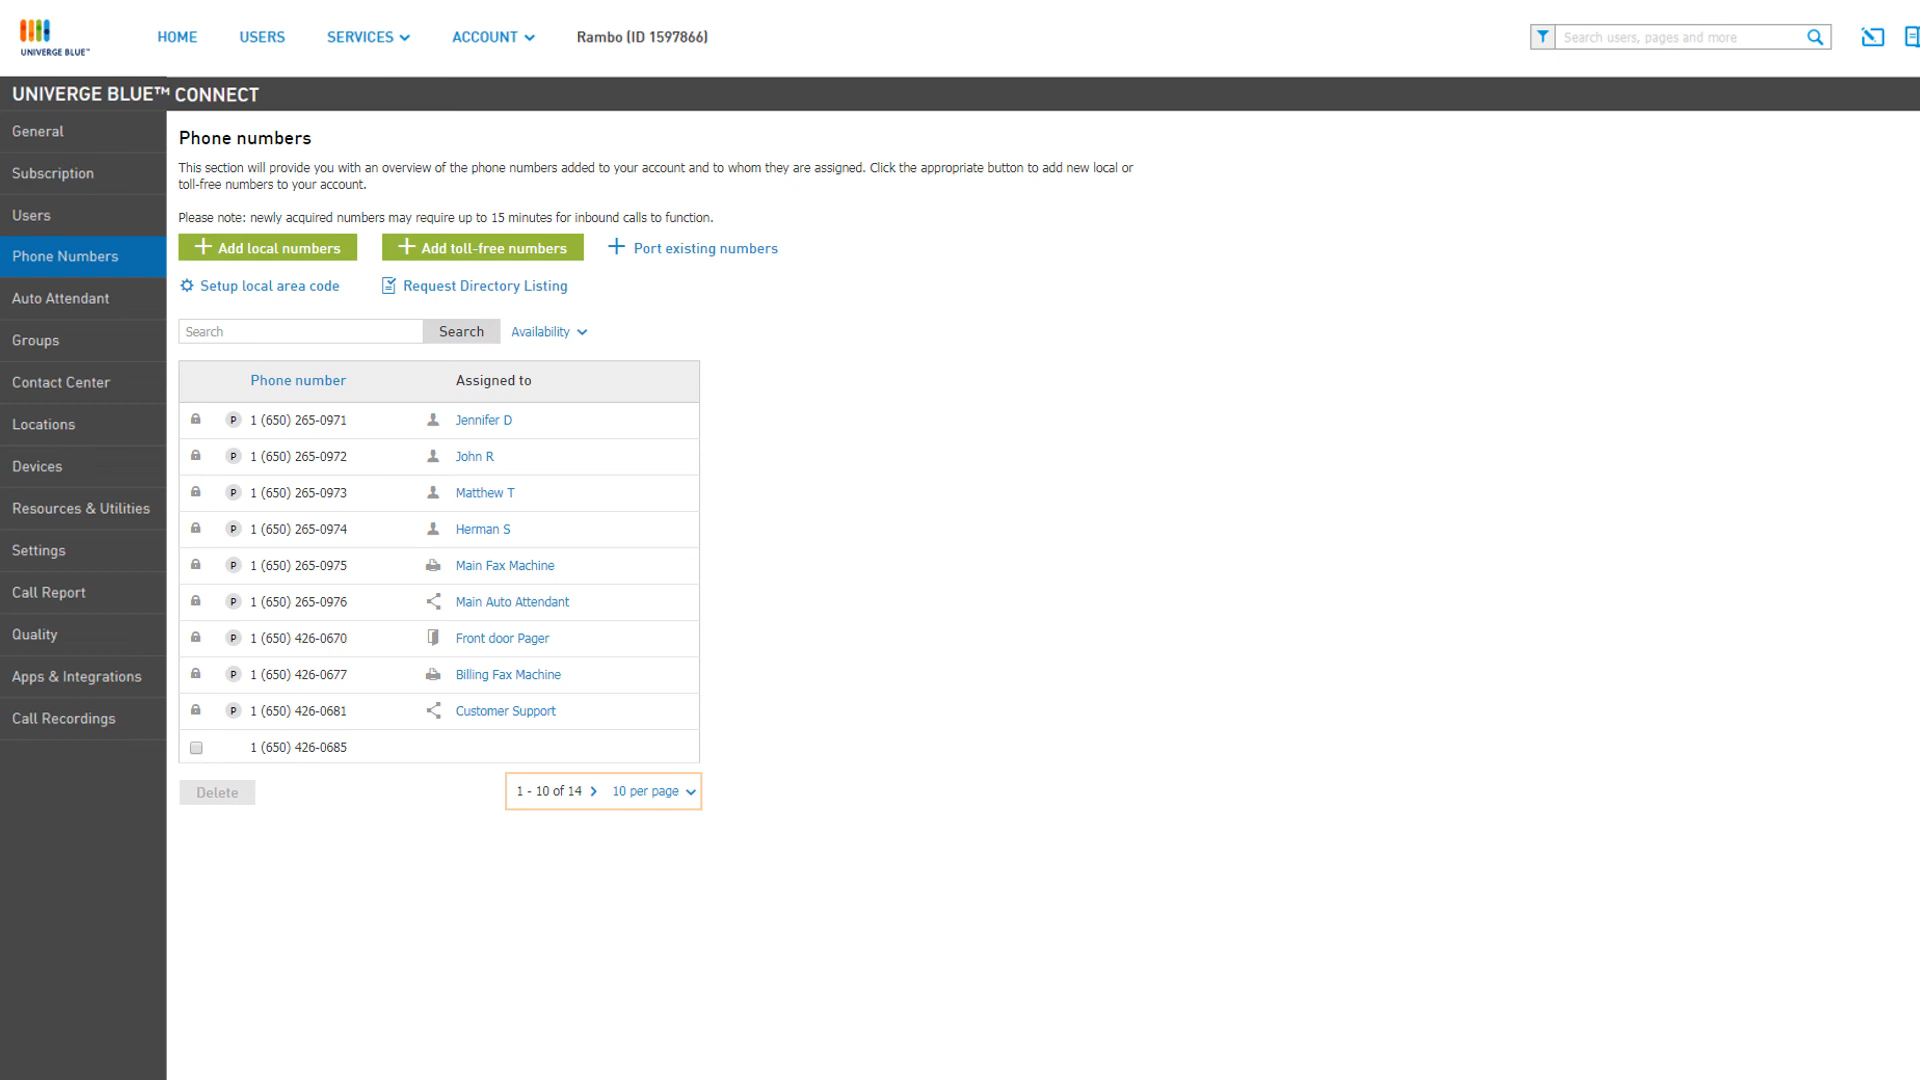 UNIVERGE BLUE™
HOME
USERS
SERVICES
ACCOUNT
Rambo (ID 1597866)
Search users, pages and more
UNIVERGE BLUE™ CONNECT
General
Subscription
Users
Phone Numbers
Auto Attendant
Groups
Contact Center
Locations
Devices
Resources & Utilities
Settings
Call Report
Quality
Apps & Integrations
Call Recordings
Phone numbers
This section will provide you with an overview of the phone numbers added to your account and to whom they are assigned. Click the appropriate button to add new local or
toll-free numbers to your account.
Please note: newly acquired numbers may require up to 15 minutes for inbound calls to function.
Add local numbers
Add toll-free numbers
Port existing numbers
Setup local area code
Request Directory Listing
Search
Search
Availability
Phone number Assigned to
P 1 (650) 265-0971 Jennifer D
P 1 (650) 265-0972 John R
P 1 (650) 265-0973 Matthew T
P 1 (650) 265-0974 Herman S
P 1 (650) 265-0975 Main Fax Machine
P 1 (650) 265-0976 Main Auto Attendant
P 1 (650) 426-0670 Front door Pager
P 1 (650) 426-0677 Billing Fax Machine
P 1 (650) 426-0681 Customer Support
1 (650) 426-0685
Delete
1 - 10 of 14
10 per page